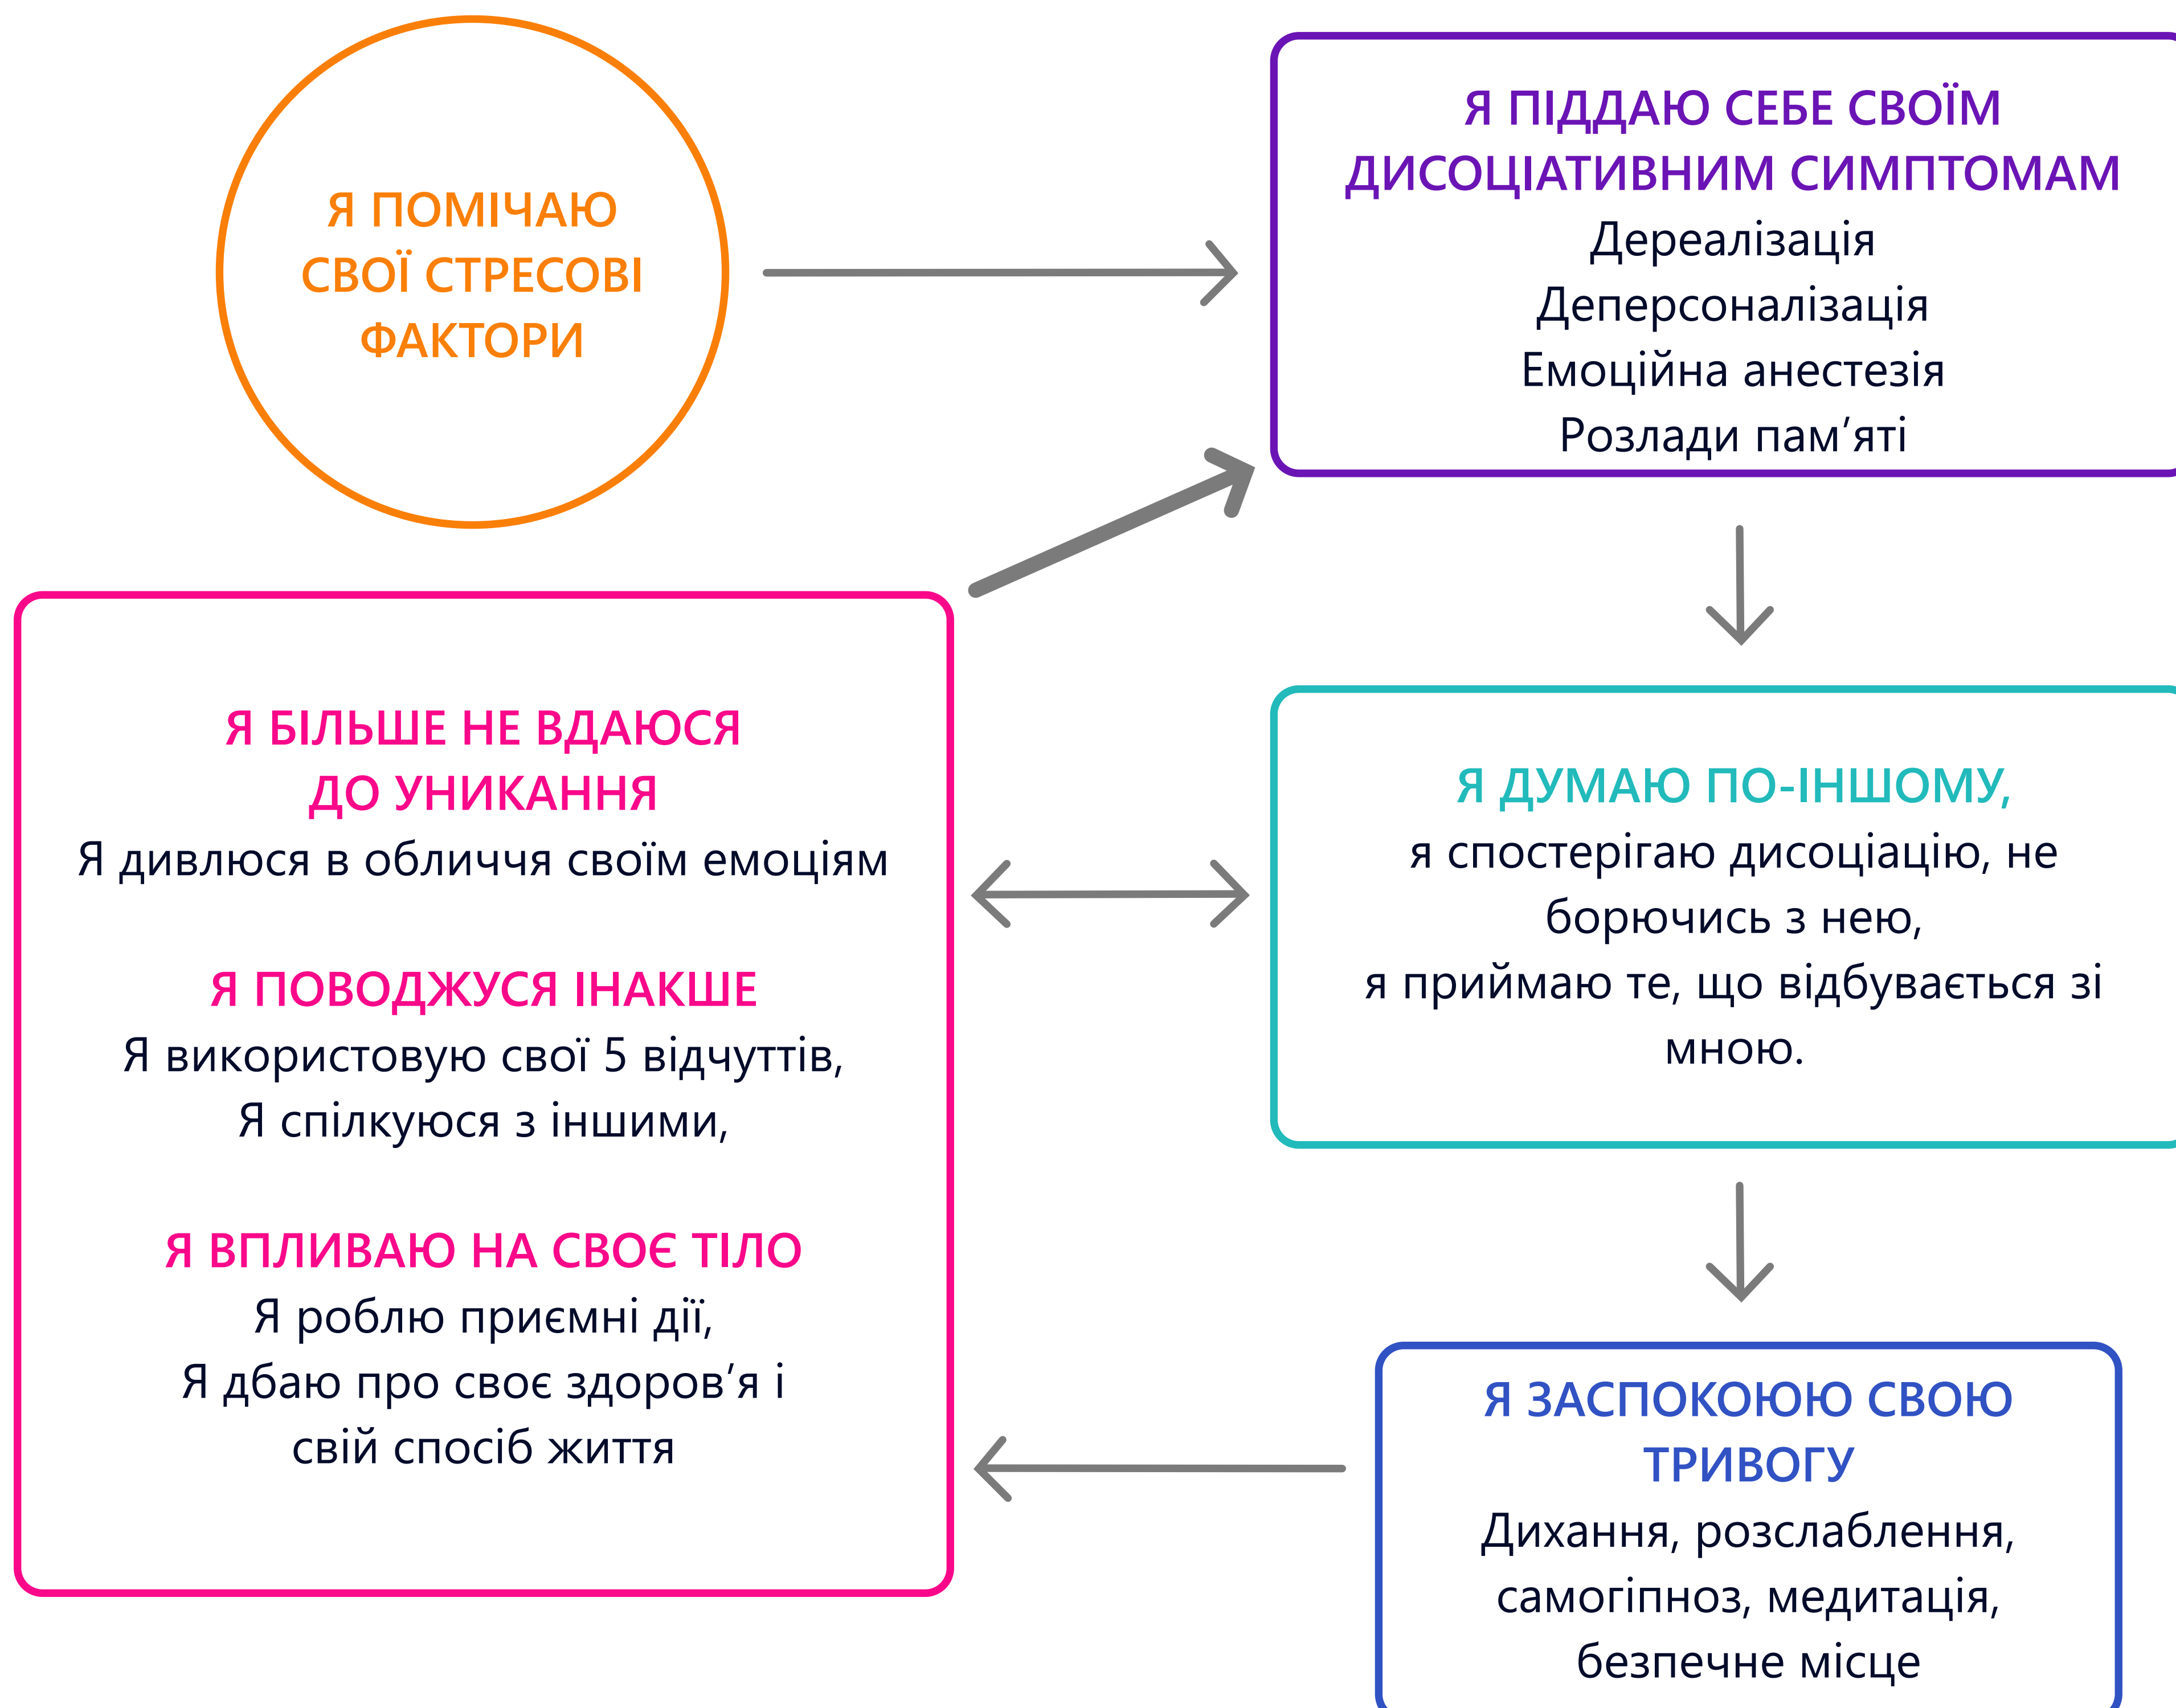 Я ПОМІЧАЮ
СВОЇ СТРЕСОВІ
ФАКТОРИ
Я ПІДДАЮ СЕБЕ СВОЇМ
ДИСОЦІАТИВНИМ СИМПТОМАМ
Дереалізація
Деперсоналізація
Емоційна анестезія
Розлади пам’яті
Я БІЛЬШЕ НЕ ВДАЮСЯ
ДО УНИКАННЯ
Я дивлюся в обличчя своїм емоціям
Я ПОВОДЖУСЯ ІНАКШЕ
Я використовую свої 5 відчуттів,
Я спілкуюся з іншими,
Я ВПЛИВАЮ НА СВОЄ ТІЛО
Я роблю приємні дії,
Я дбаю про своє здоров’я і
свій спосіб життя
Я ДУМАЮ ПО-ІНШОМУ,
я спостерігаю дисоціацію, не
борючись з нею,
я приймаю те, що відбувається зі
мною.
Я ЗАСПОКОЮЮ СВОЮ
ТРИВОГУ
Дихання, розслаблення,
самогіпноз, медитація,
безпечне місце